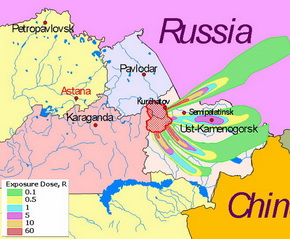 Russia
Petropavlovsk
Pavlodar
Astana
Kurchatov
Semipalatinsk
Karaganda
Ust-Kamenogorsk
Exposure Dose, R
0.1
0.5
1
5
10
60
Chin